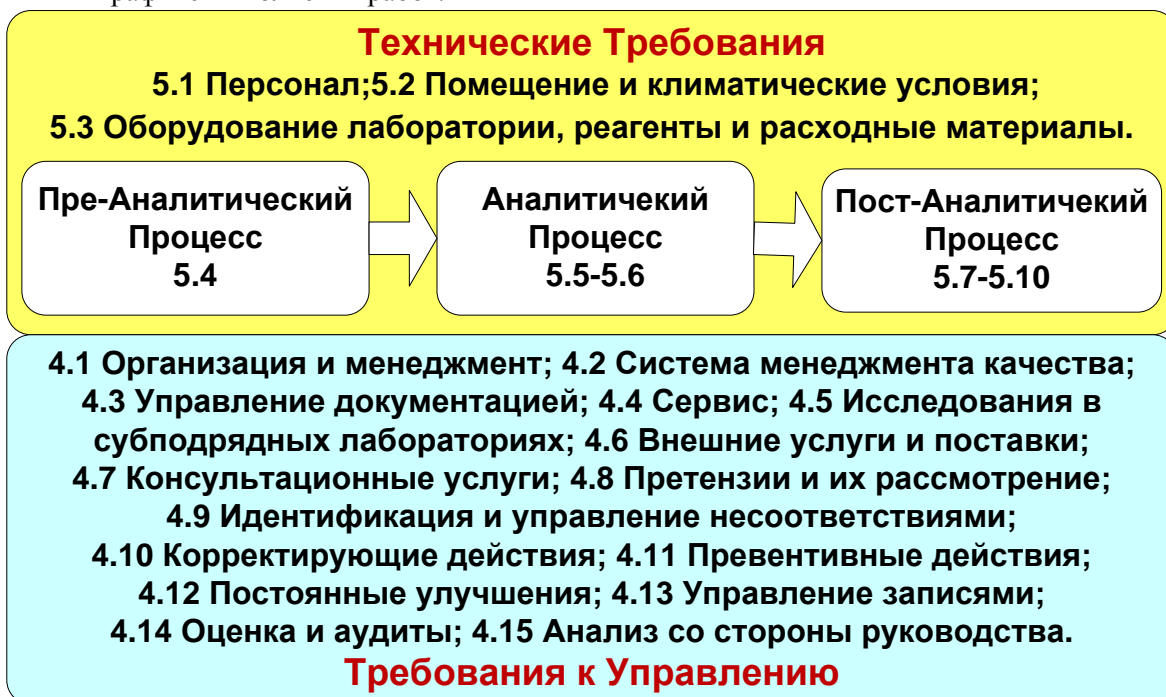 Технические Требования
5.1 Персонал;5.2 Помещение и климатические условия;
5.3 Оборудование лаборатории, реагенты и расходные материалы.
Пре-Аналитический
Процесс
5.4
Аналитичекий
Процесс
5.5-5.6
Пост-Аналитичекий
Процесс
5.7-5.10
4.1 Организация и менеджмент; 4.2 Система менеджмента качества;
4.3 Управление документацией; 4.4 Сервис; 4.5 Исследования в
субподрядных лабораториях; 4.6 Внешние услуги и поставки;
4.7 Консультационные услуги; 4.8 Претензии и их рассмотрение;
4.9 Идентификация и управление несоответствиями;
4.10 Корректирующие действия; 4.11 Превентивные действия;
4.12 Постоянные улучшения; 4.13 Управление записями;
4.14 Оценка и аудиты; 4.15 Анализ со стороны руководства.
Требования к Управлению